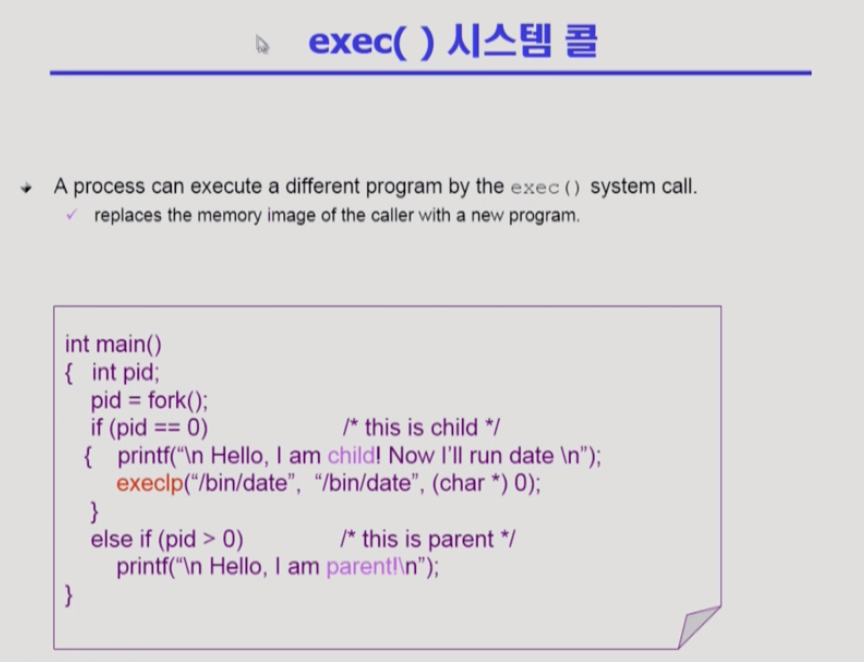 exec( ) 시스템 콜
A process can execute a different program by the exec() system call.
replaces the memory image of the caller with a new program.
int main()
{ int pid;
pid = fork();
if (pid == 0) /* this is child */
{ printf(“\n Hello, I am child! Now I’ll run date \n”);
execlp(“/bin/date”, “/bin/date”, (char *) 0);
}
else if (pid > 0) /* this is parent */
printf(“\n Hello, I am parent!\n”);
}